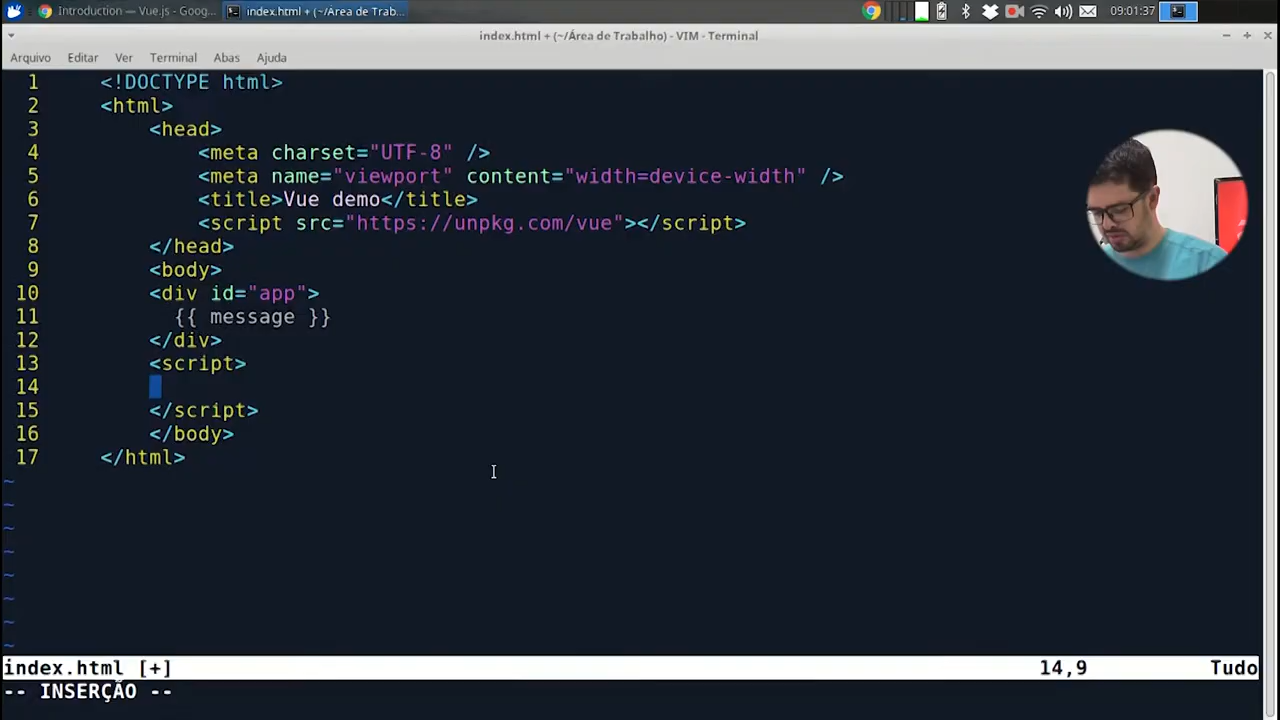 Introduction — Vue.js - Goog...
index.html + (~/Área de Trab...
09:01:37
index.html + (~/Área de Trabalho) - VIM - Terminal
Arquivo Editar Ver Terminal Abas Ajuda
1 <!DOCTYPE html>
2 <html>
3 <head>
4 <meta charset="UTF-8" />
5 <meta name="viewport" content="width=device-width" />
6 <title>Vue demo</title>
7 <script src="https://unpkg.com/vue"></script>
8 </head>
9 <body>
10 <div id="app">
11 {{ message }}
12 </div>
13 <script>
14
15 </script>
16 </body>
17 </html>
~
~
~
~
~
~
~
~
index.html [+] 14,9 Tudo
-- INSERÇÃO --